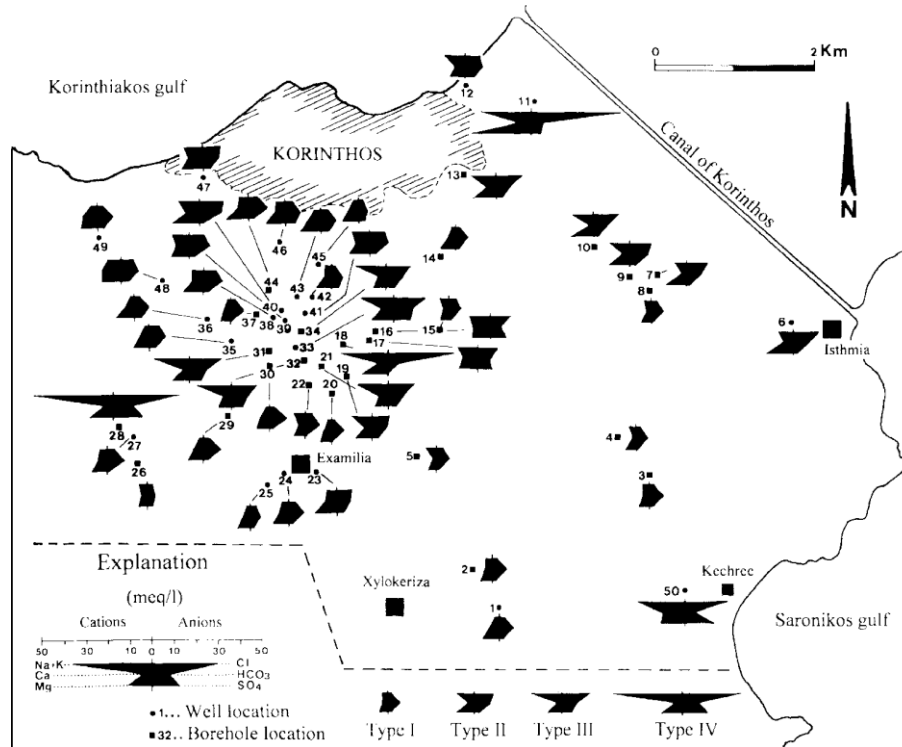 0 2 Km
Korinthiakos gulf
12
11
KORINTHOS
Canal of Korinthos
13
47
N
49
46
45
14
10
9
7
8
48
44
43
42
40
41
36
37
38
39
34
16
15
6
Isthmia
35
33
18
17
31
32
21
30
19
22
20
28
29
27
26
Examilia
5
4
25
24
23
3
Explanation
(meq/l)
Cations Anions
50 30 10 0 10 30 50
Na+K Cl
Ca HCO3
Mg SO4
2
Xylokeriza
1
50
Kechree
Saronikos gulf
1... Well location
32.. Borehole location
Type I Type II Type III Type IV